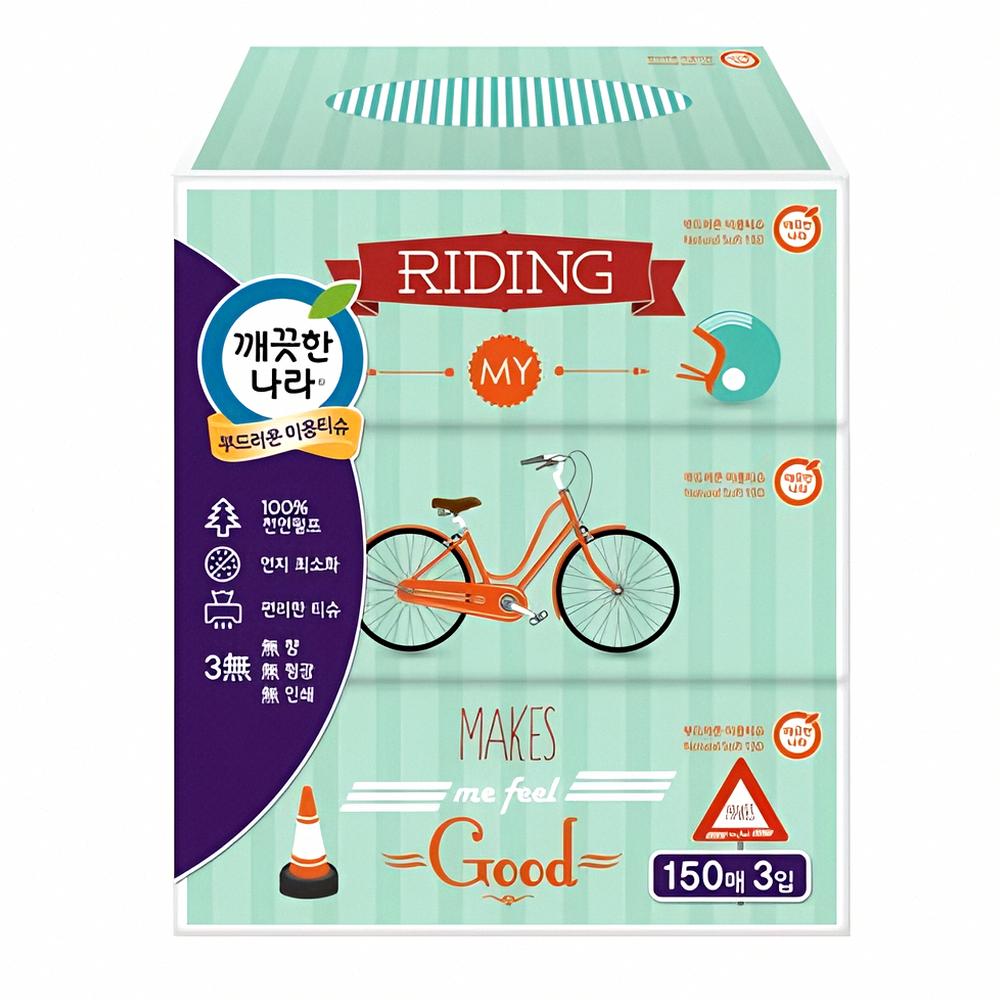 RIDING
MY
깨끗한
나라
부드러운 미용티슈
100%
천연펄프
먼지 최소화
편리한 티슈
3無
無 향
無 형광
無 인쇄
MAKES
me feel
Good
150매 3입